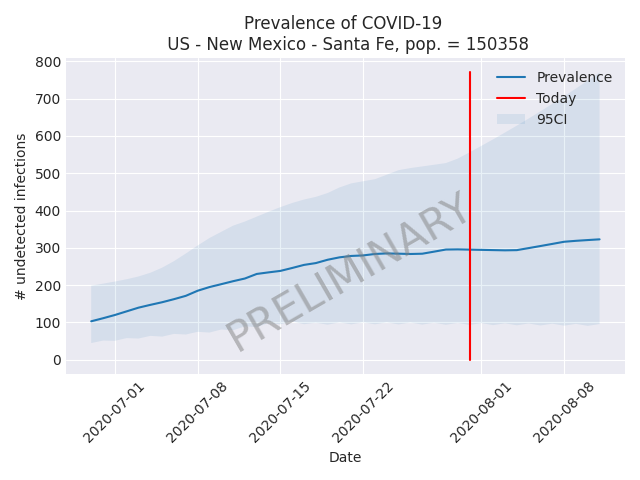 Prevalence of COVID-19
US - New Mexico - Santa Fe, pop. = 150358
800
700
600
500
400
300
200
100
0
# undetected infections
Prevalence
Today
95CI
PRELIMINARY
2020-07-01
2020-07-08
2020-07-15
2020-07-22
2020-08-01
2020-08-08
Date